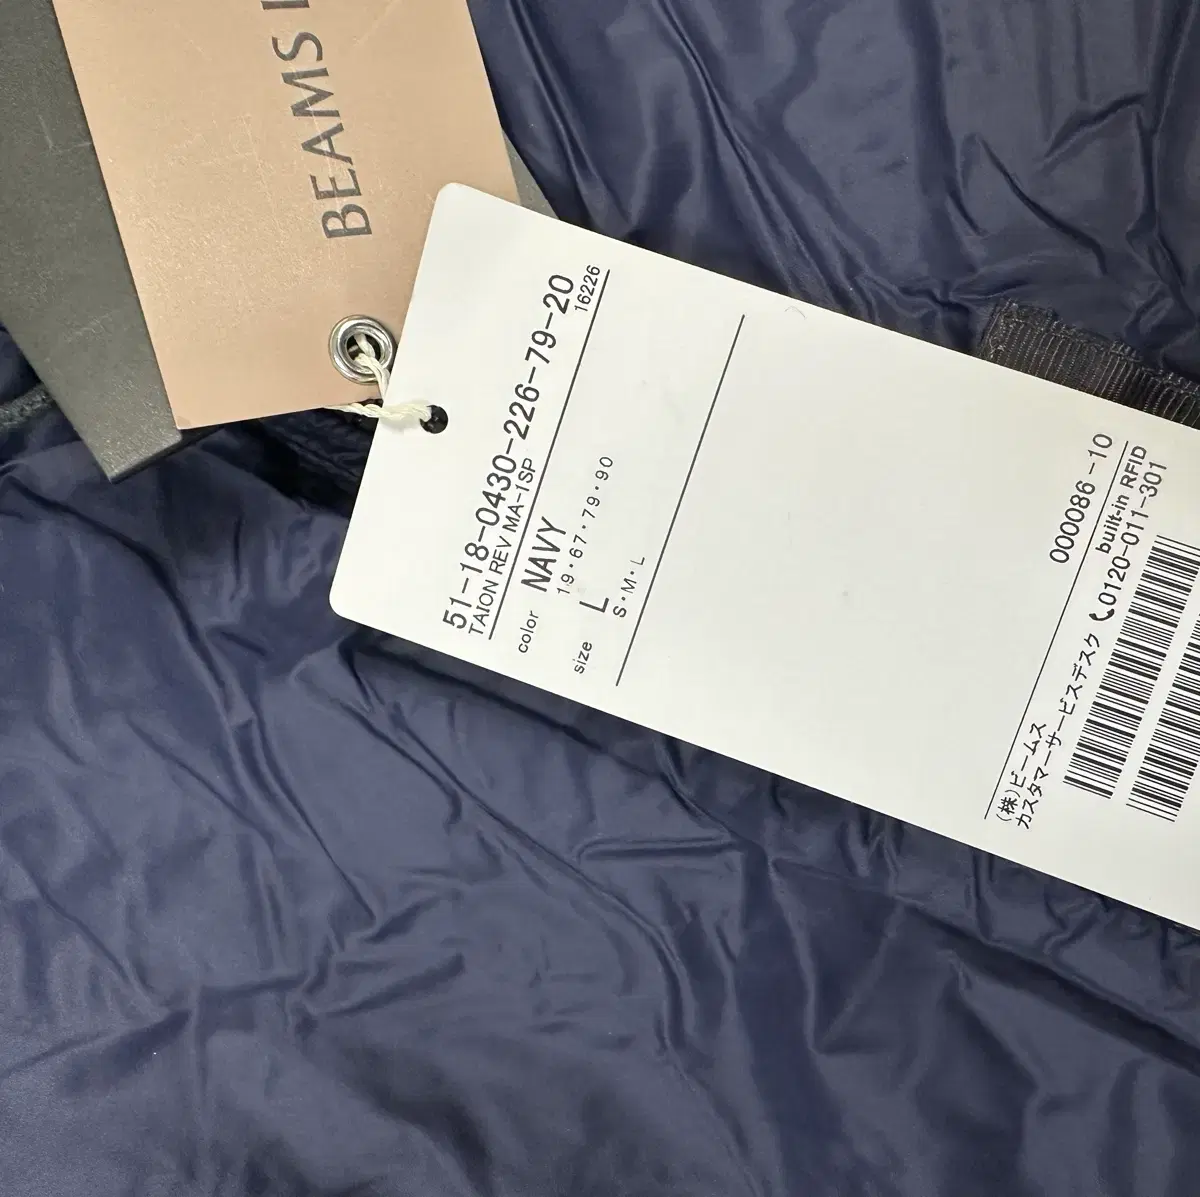 BEAMS
51-18-0430-226-79-20
16226
TAION REV MA-1SP
color NAVY
19・67・79・90
size L
S・M・L
000086-10
(株)ビームス built-in RFID
カスタマーサービスデスク 0120-011-301